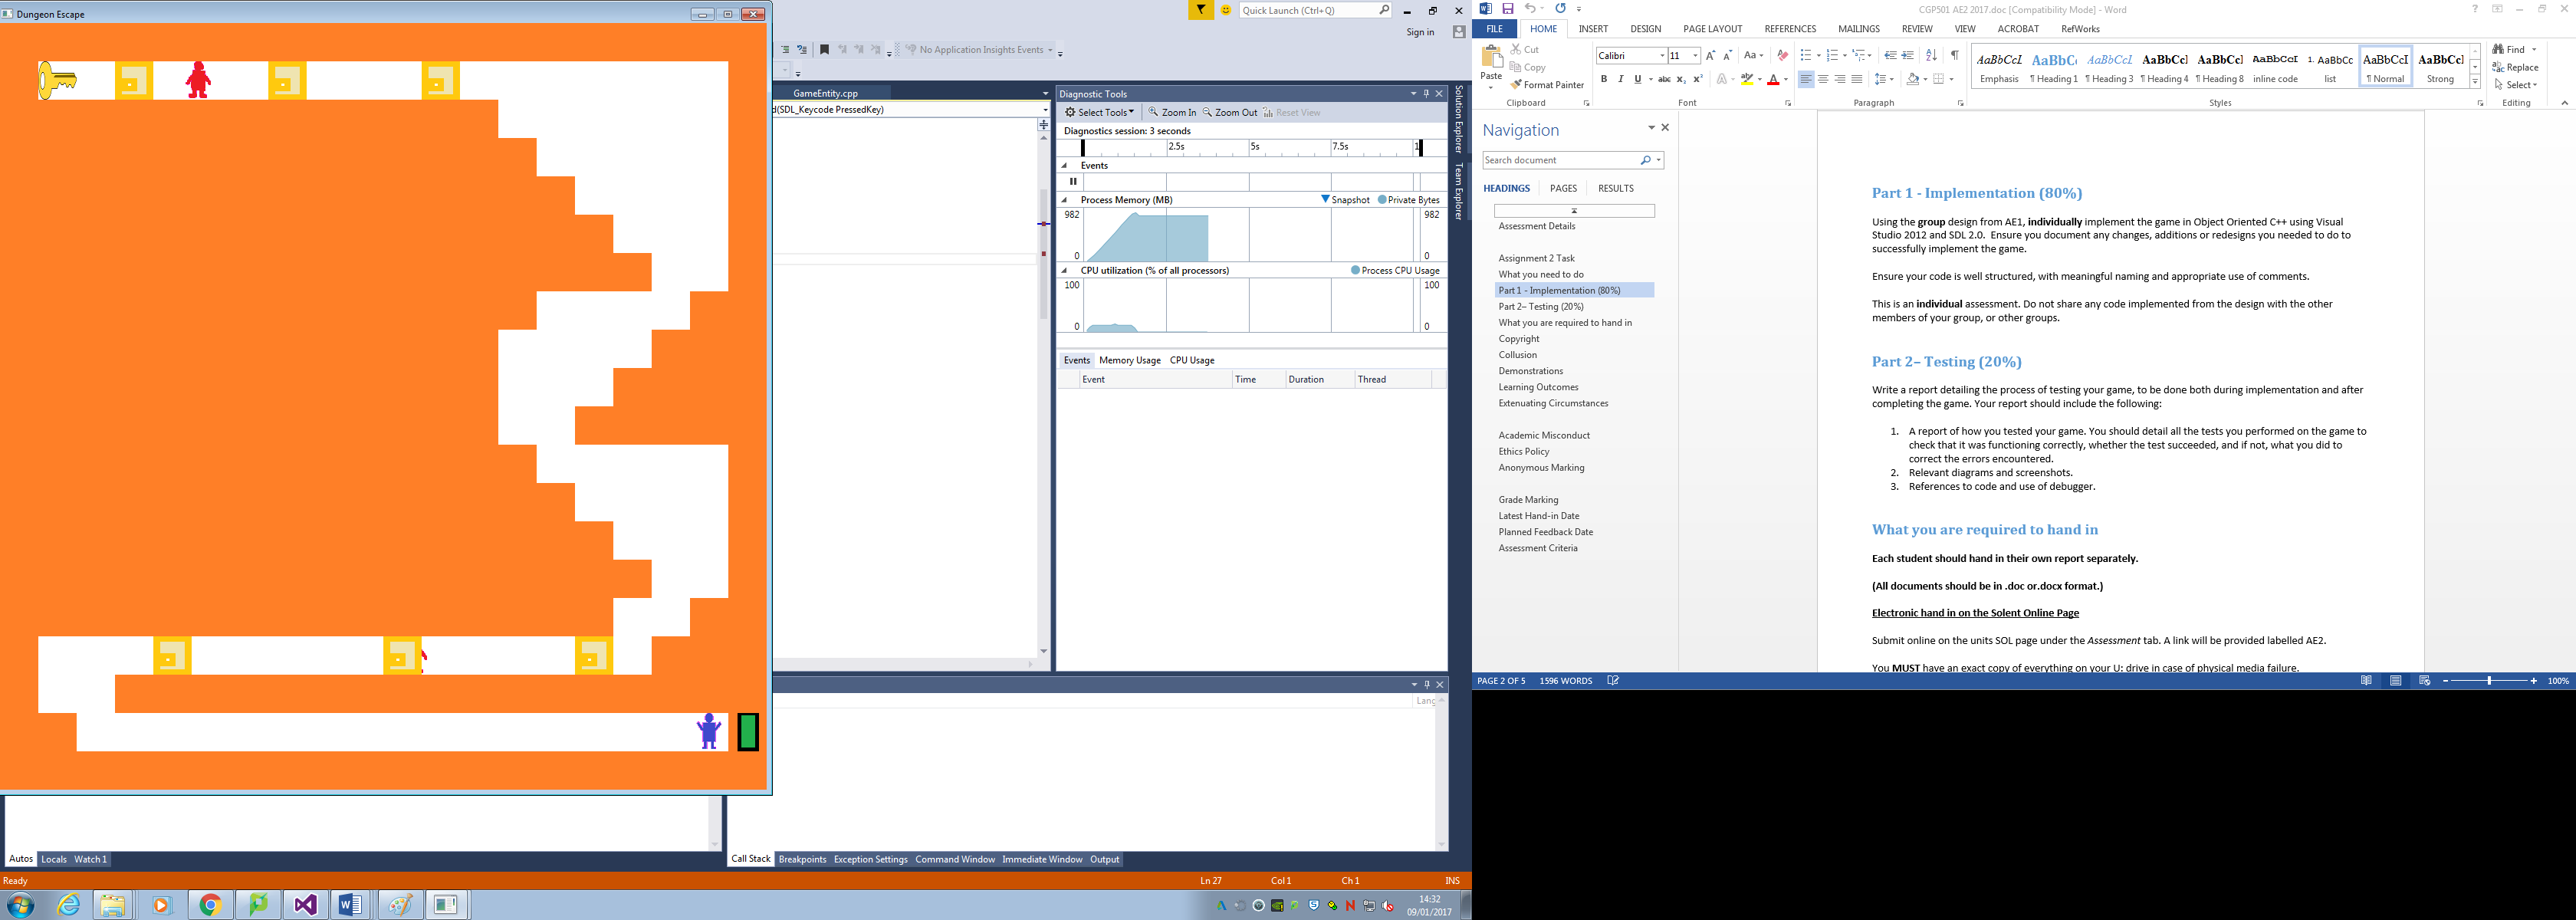 Dungeon Escape
Quick Launch (Ctrl+Q)
Sign in
No Application Insights Events
GameEntity.cpp
d(SDL_Keycode PressedKey)
Diagnostic Tools
Select Tools
Zoom In
Zoom Out
Reset View
Diagnostics session: 3 seconds
2.5s
5s
7.5s
1
Events
Process Memory (MB)
Snapshot
Private Bytes
982
982
0
0
CPU utilization (% of all processors)
Process CPU Usage
100
100
0
0
Events
Memory Usage
CPU Usage
Event
Time
Duration
Thread
Solution Explorer
Team Explorer
Lang
Autos
Locals
Watch 1
Call Stack
Breakpoints
Exception Settings
Command Window
Immediate Window
Output
Ready
Ln 27
Col 1
Ch 1
INS
14:32
09/01/2017
CGP501 AE2 2017.doc [Compatibility Mode] - Word
FILE
HOME
INSERT
DESIGN
PAGE LAYOUT
REFERENCES
MAILINGS
REVIEW
VIEW
ACROBAT
RefWorks
Sign in
Paste
Cut
Copy
Format Painter
Clipboard
Calibri
11
Font
Paragraph
AaBbCcI
Emphasis
AaBbC
¶ Heading 1
AaBbCcI
¶ Heading 3
AaBbCc]
¶ Heading 4
AaBbCc]
¶ Heading 8
AaBbCcI
inline code
1. AaBbCc
list
AaBbCcI
¶ Normal
AaBbCc]
Strong
Styles
Find
Replace
Select
Editing
Navigation
Search document
HEADINGS
PAGES
RESULTS
Assessment Details
Assignment 2 Task
What you need to do
Part 1 - Implementation (80%)
Part 2– Testing (20%)
What you are required to hand in
Copyright
Collusion
Demonstrations
Learning Outcomes
Extenuating Circumstances
Academic Misconduct
Ethics Policy
Anonymous Marking
Grade Marking
Latest Hand-in Date
Planned Feedback Date
Assessment Criteria
Part 1 - Implementation (80%)
Using the group design from AE1, individually implement the game in Object Oriented C++ using Visual
Studio 2012 and SDL 2.0. Ensure you document any changes, additions or redesigns you needed to do to
successfully implement the game.
Ensure your code is well structured, with meaningful naming and appropriate use of comments.
This is an individual assessment. Do not share any code implemented from the design with the other
members of your group, or other groups.
Part 2– Testing (20%)
Write a report detailing the process of testing your game, to be done both during implementation and after
completing the game. Your report should include the following:
1. A report of how you tested your game. You should detail all the tests you performed on the game to
check that it was functioning correctly, whether the test succeeded, and if not, what you did to
correct the errors encountered.
2. Relevant diagrams and screenshots.
3. References to code and use of debugger.
What you are required to hand in
Each student should hand in their own report separately.
(All documents should be in .doc or.docx format.)
Electronic hand in on the Solent Online Page
Submit online on the units SOL page under the Assessment tab. A link will be provided labelled AE2.
You MUST have an exact copy of everything on your U: drive in case of physical media failure.
PAGE 2 OF 5
1596 WORDS
100%